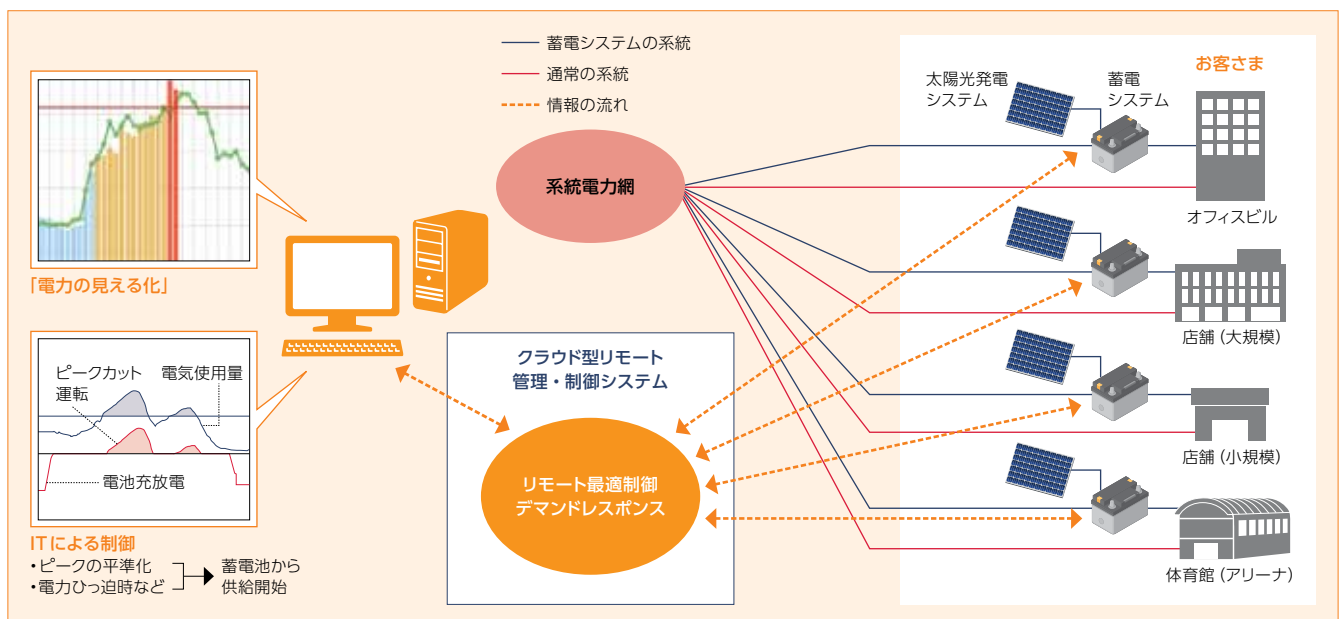 蓄電システムの系統
通常の系統
情報の流れ
「電力の見える化」
ピークカット
運転
電気使用量
電池充放電
ITによる制御
・ピークの平準化
・電力ひっ迫時など
蓄電池から
供給開始
系統電力網
クラウド型リモート
管理・制御システム
リモート最適制御
デマンドレスポンス
お客さま
太陽光発電
システム
蓄電
システム
オフィスビル
店舗（大規模）
店舗（小規模）
体育館（アリーナ）